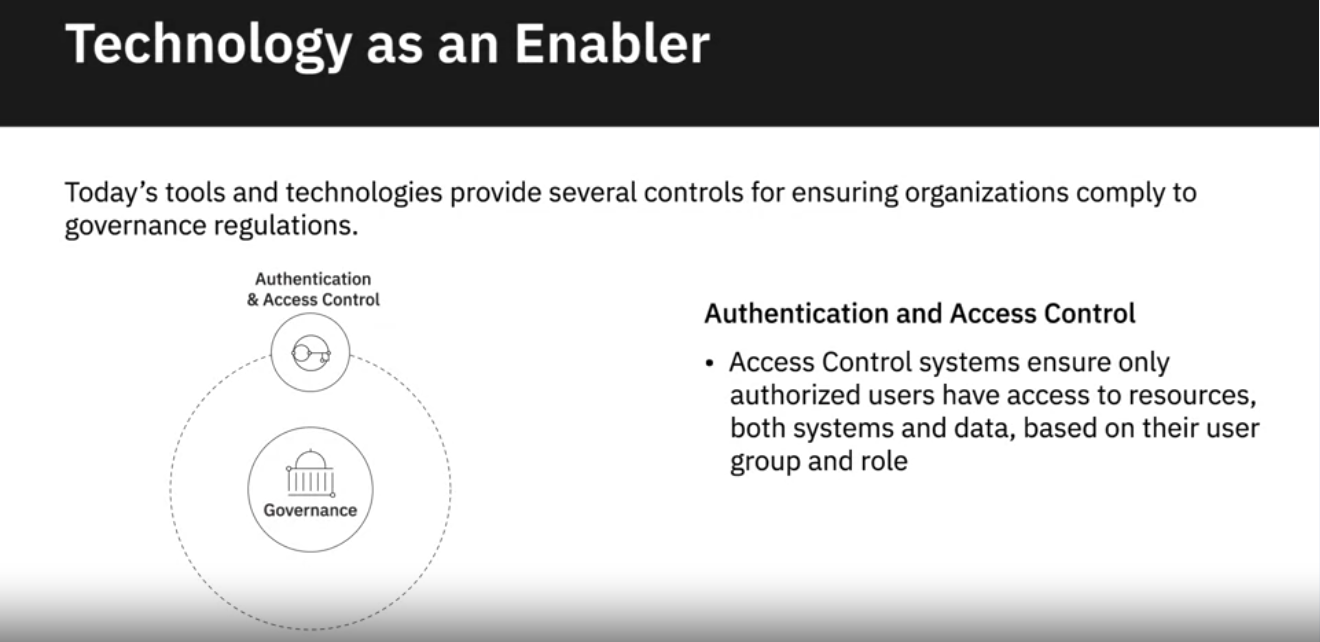 Technology as an Enabler
Today’s tools and technologies provide several controls for ensuring organizations comply to
governance regulations.
Authentication
& Access Control
Governance
Authentication and Access Control
• Access Control systems ensure only
authorized users have access to resources,
both systems and data, based on their user
group and role